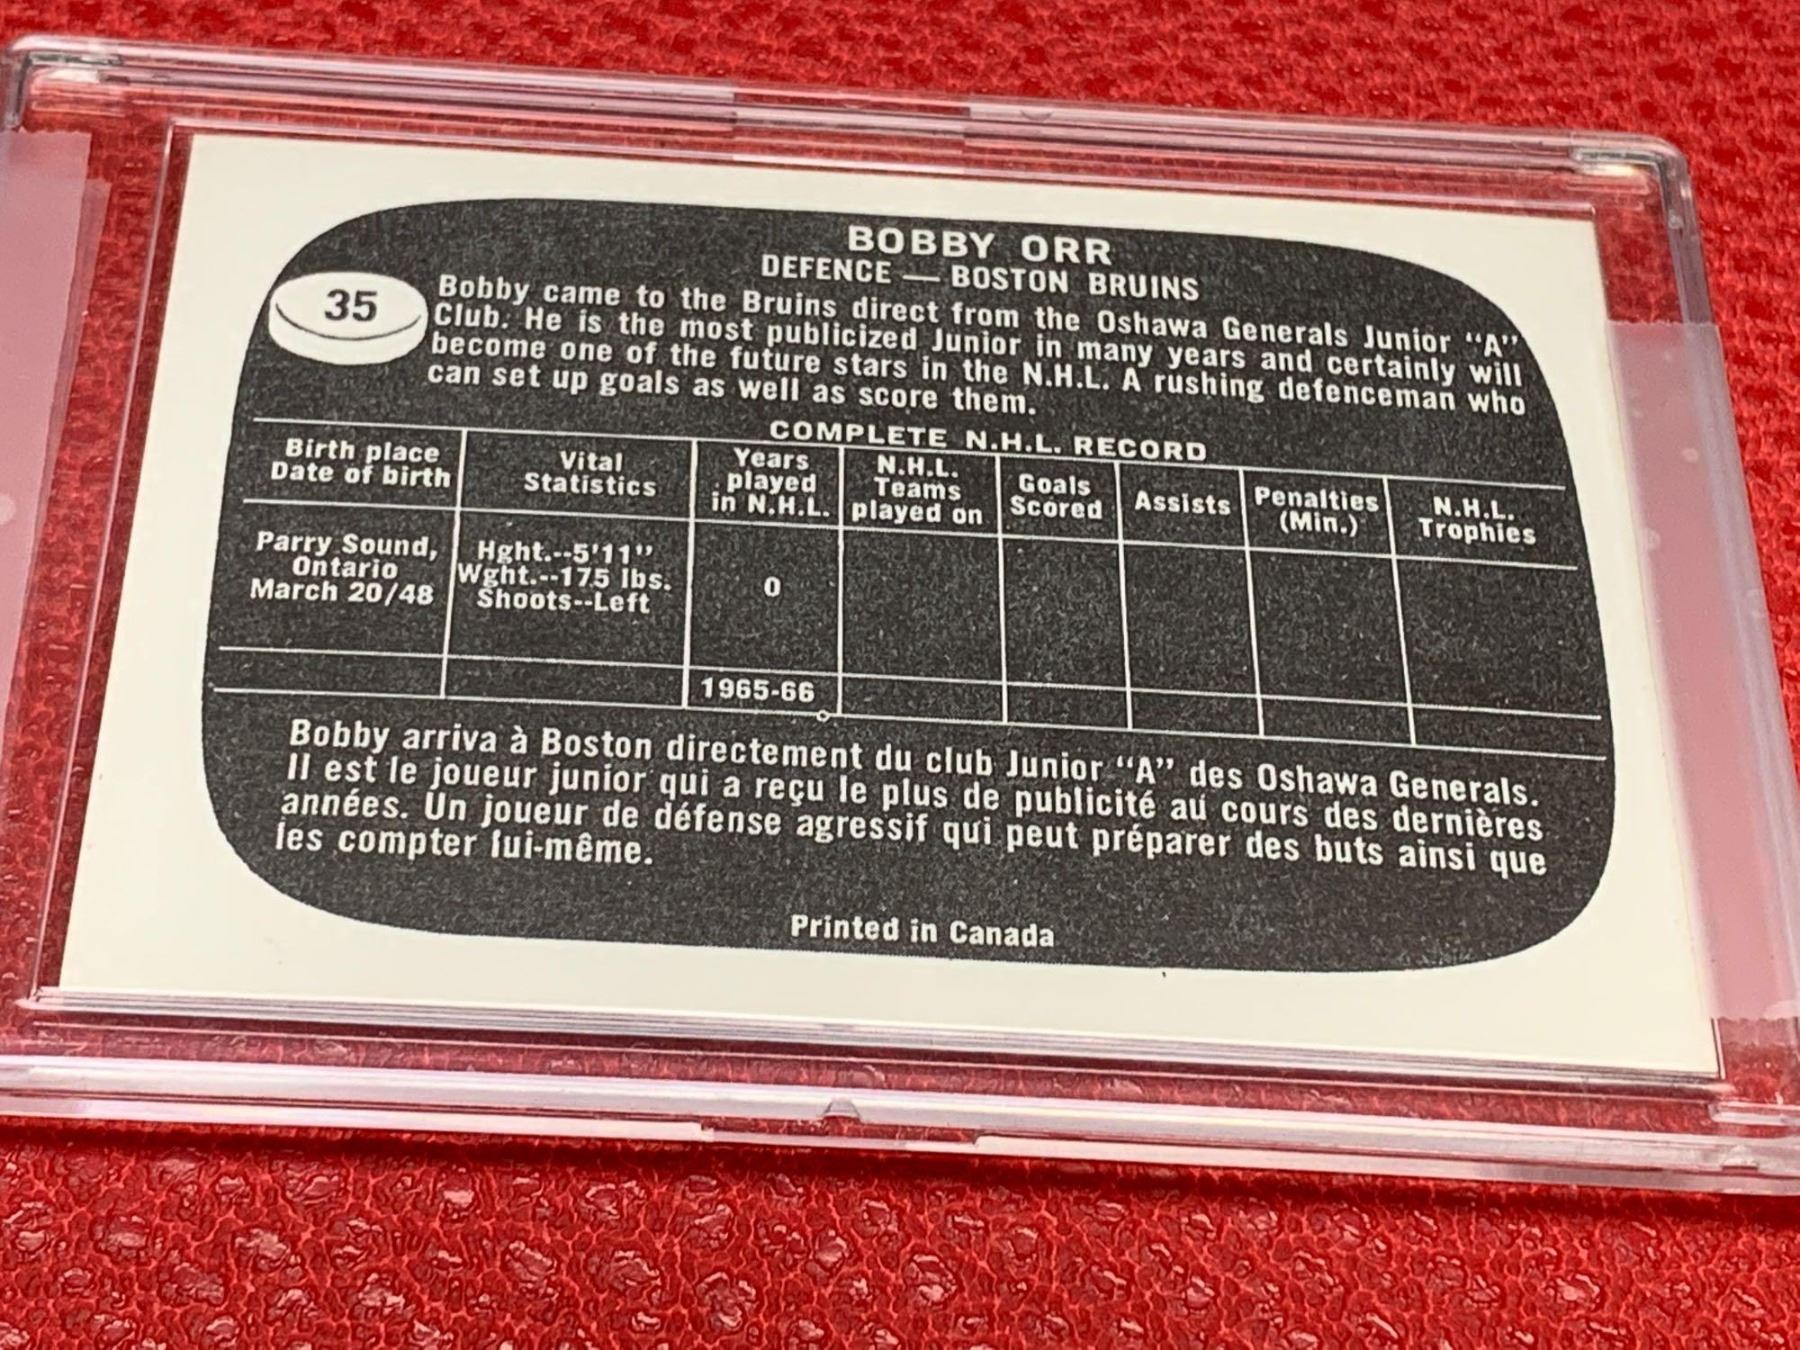 BOBBY ORR
DEFENCE — BOSTON BRUINS
35
Bobby came to the Bruins direct from the Oshawa Generals Junior “A”
Club. He is the most publicized Junior in many years and certainly will
become one of the future stars in the N.H.L. A rushing defenceman who
can set up goals as well as score them.
COMPLETE N.H.L. RECORD
Birth place
Date of birth
Vital
Statistics
Years
played
in N.H.L.
N.H.L.
Teams
played on
Goals
Scored
Assists
Penalties
(Min.)
N.H.L.
Trophies
Parry Sound,
Ontario
March 20/48
Hght.--5'11"
Wght.--175 lbs.
Shoots--Left
0
1965-66
Bobby arriva à Boston directement du club Junior “A” des Oshawa Generals.
Il est le joueur junior qui a reçu le plus de publicité au cours des dernières
années. Un joueur de défense agressif qui peut préparer des buts ainsi que
les compter lui-même.
Printed in Canada